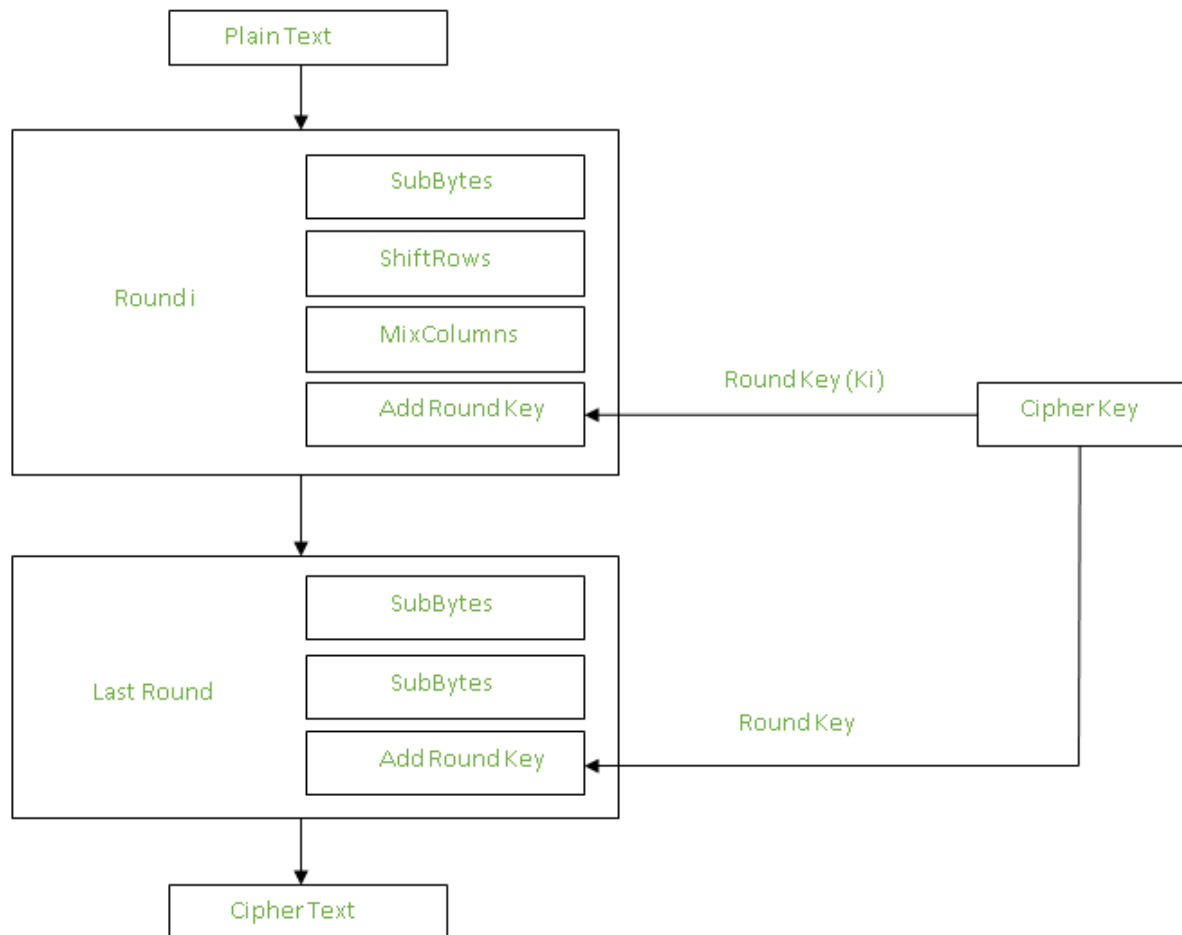 Plain Text
SubBytes
ShiftRows
Round i
MixColumns
Round Key (Ki)
Add Round Key
Cipher Key
SubBytes
Last Round
SubBytes
Round Key
Add Round Key
Cipher Text